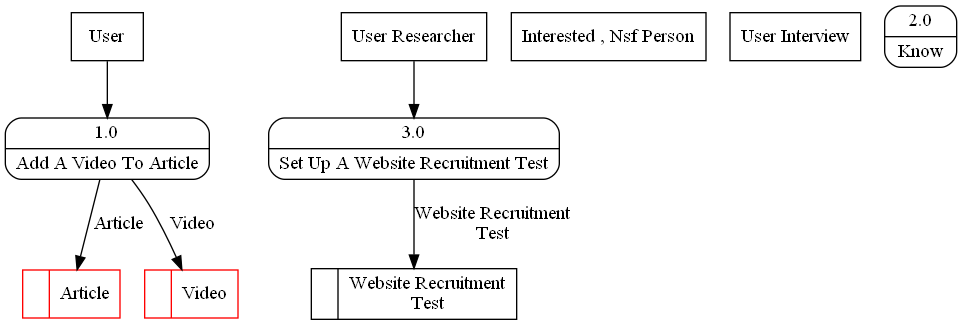 User
User Researcher
Interested , Nsf Person
User Interview
2.0
Know
1.0
Add A Video To Article
3.0
Set Up A Website Recruitment Test
Article
Video
Website Recruitment
Test
Article
Video
Website Recruitment
Test